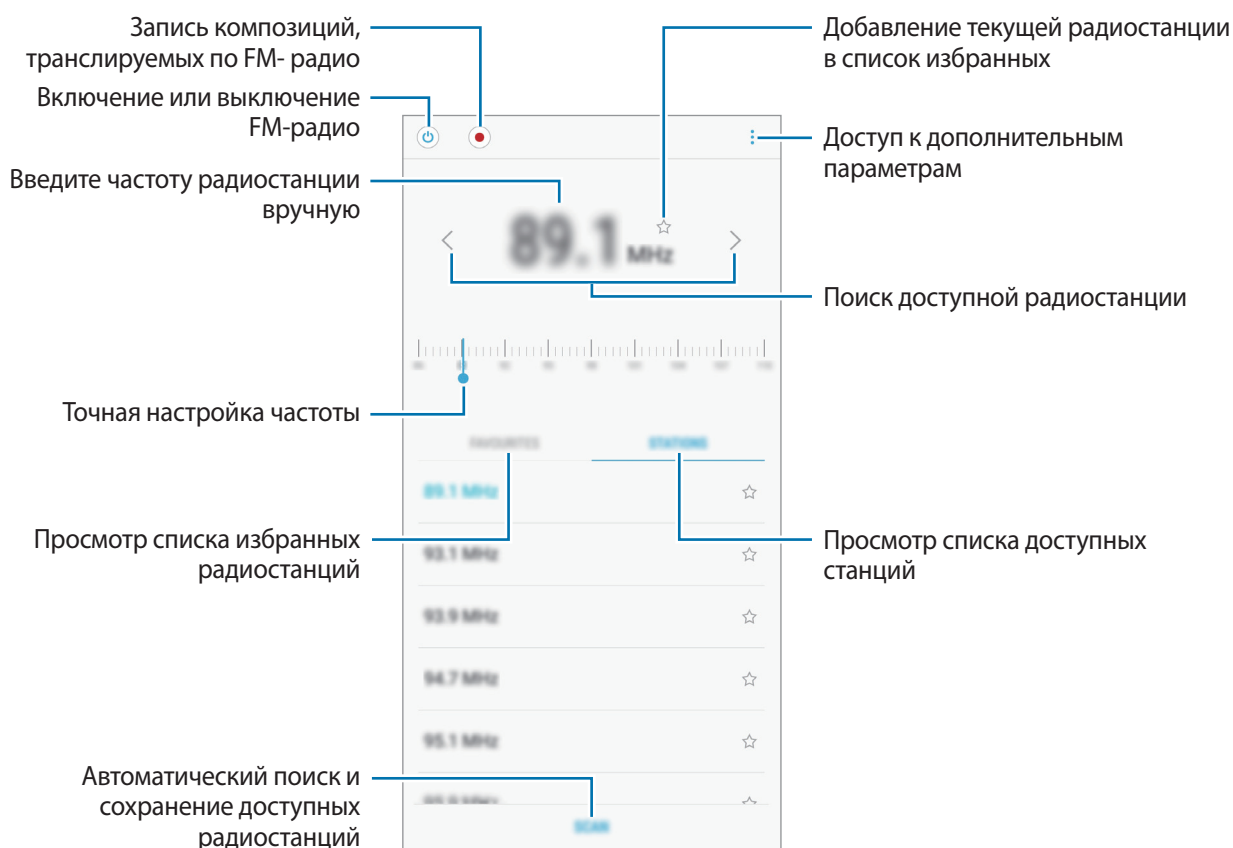 Запись композиций,
транслируемых по FM- радио
Включение или выключение
FM-радио
Введите частоту радиостанции
вручную
Точная настройка частоты
Просмотр списка избранных
радиостанций
Автоматический поиск и
сохранение доступных
радиостанций
Добавление текущей радиостанции
в список избранных
Доступ к дополнительным
параметрам
Поиск доступной радиостанции
Просмотр списка доступных
станций
89.1 MHz
FAVOURITES STATIONS
89.1 MHz
93.1 MHz
93.9 MHz
94.7 MHz
95.1 MHz
SCAN